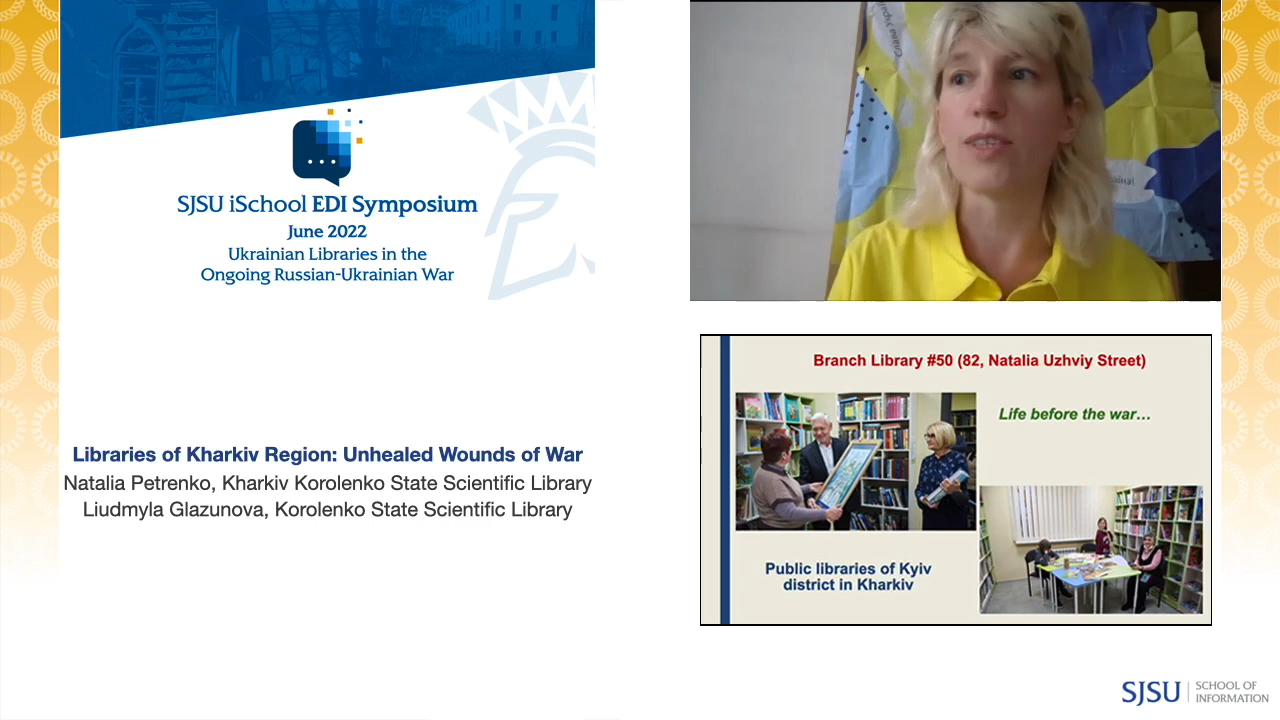 SJSU iSchool EDI Symposium
June 2022
Ukrainian Libraries in the
Ongoing Russian-Ukrainian War
Libraries of Kharkiv Region: Unhealed Wounds of War
Natalia Petrenko, Kharkiv Korolenko State Scientific Library
Liudmyla Glazunova, Korolenko State Scientific Library
Branch Library #50 (82, Natalia Uzhviy Street)
Life before the war...
Public libraries of Kyiv
district in Kharkiv
SJSU
SCHOOL OF
INFORMATION